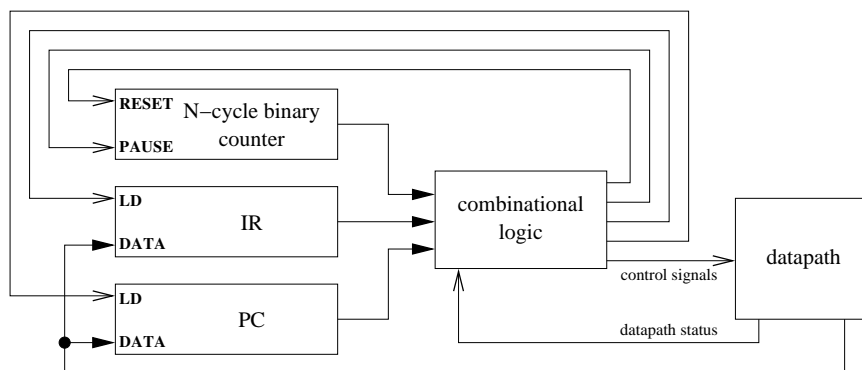 RESET
N−cycle binary
counter
PAUSE
LD
IR
DATA
combinational
logic
datapath
control signals
LD
PC
DATA
datapath status